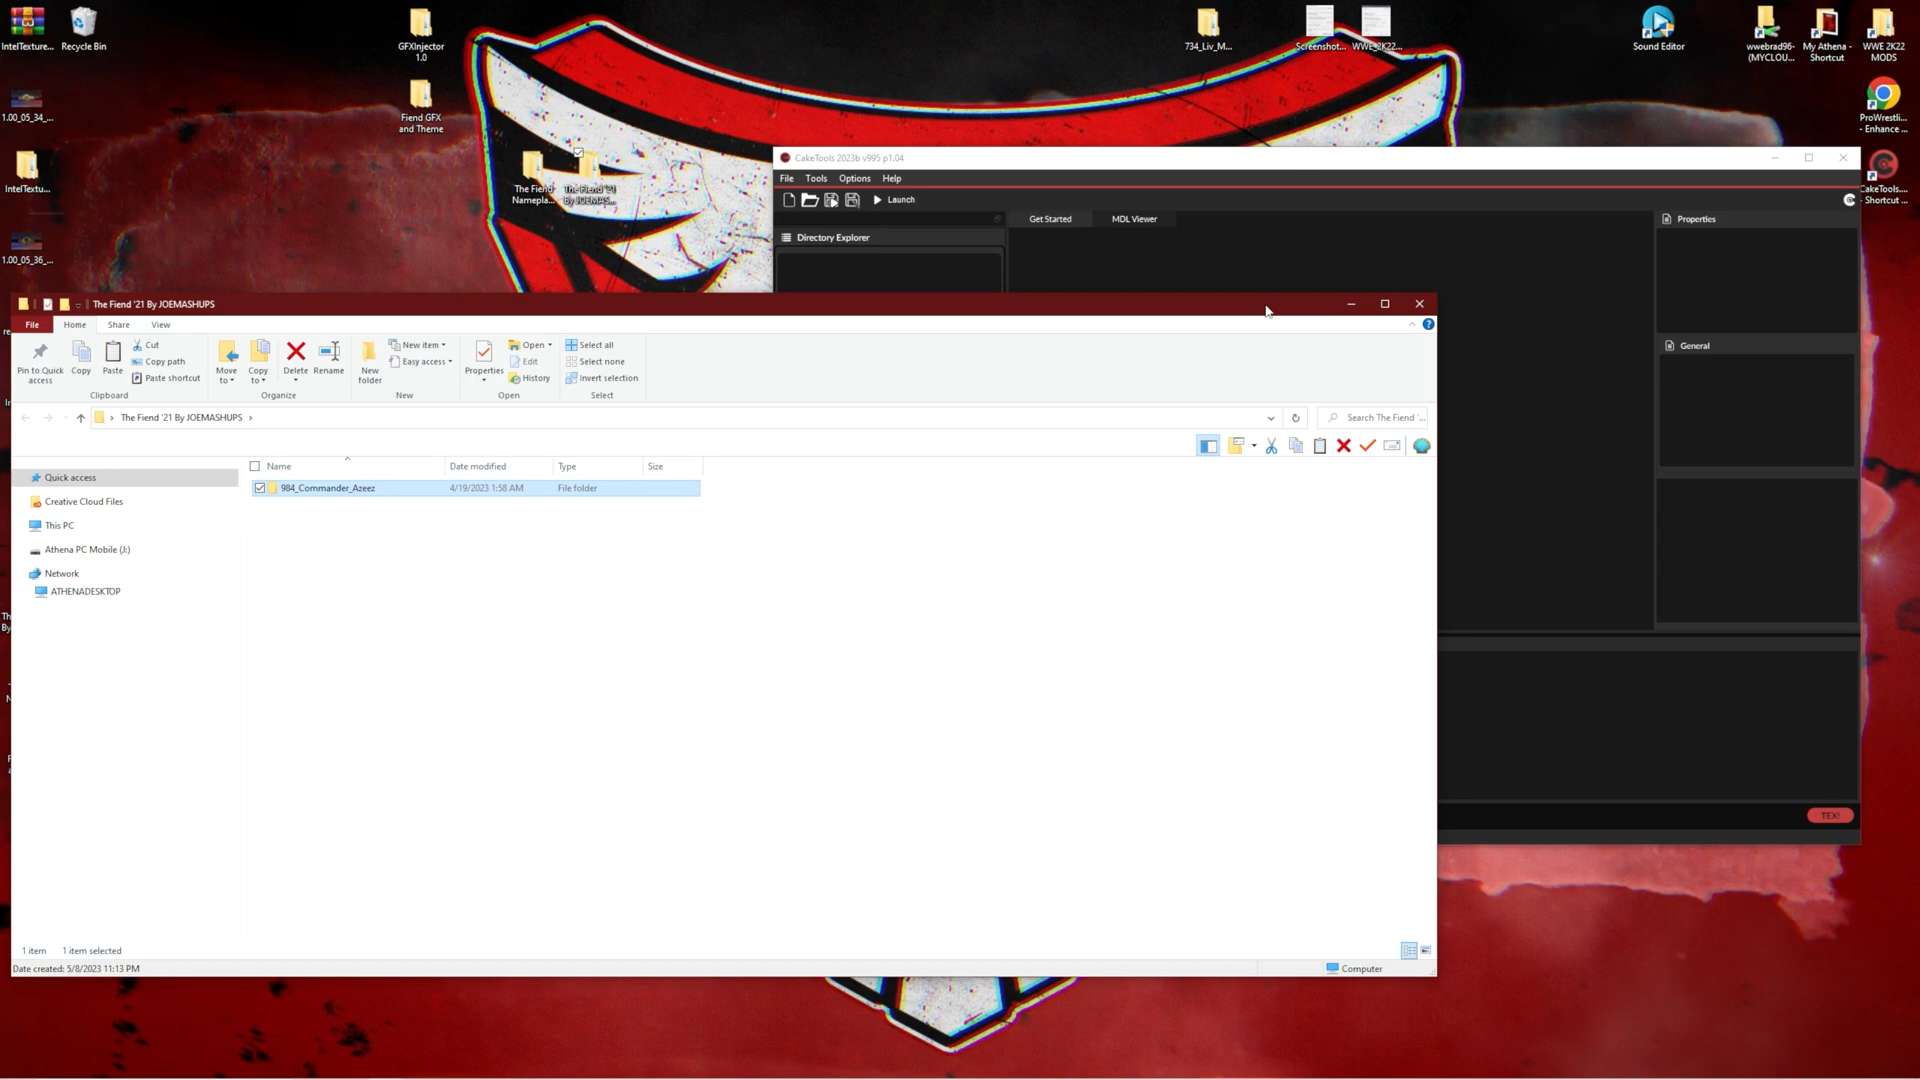 IntelTexture...
Recycle Bin
GFXInjector
1.0
734_Liv_M...
Screenshot...
WWE_2K22...
Sound Editor
wwebrad96-
(MYCLOU...
My Athena -
Shortcut
WWE 2K22
MODS
1.00_05_34_...
Fiend GFX
and Theme
ProWrestli...
- Enhance ...
IntelTextu...
The Fiend
Namepla...
The Fiend '21
By JOEMAS...
CakeTools....
- Shortcut ...
1.00_05_36_...
CakeTools 2023b v995 p1.04
File
Tools
Options
Help
Launch
Get Started
MDL Viewer
Properties
Directory Explorer
General
TEX!
The Fiend '21 By JOEMASHUPS
File
Home
Share
View
Pin to Quick
access
Copy
Paste
Cut
Copy path
Paste shortcut
Clipboard
Move
to
Copy
to
Delete
Rename
Organize
New
folder
New item
Easy access
New
Properties
Open
Edit
History
Open
Select all
Select none
Invert selection
Select
The Fiend '21 By JOEMASHUPS
Search The Fiend '...
Name
Date modified
Type
Size
984_Commander_Azeez
4/19/2023 1:58 AM
File folder
Quick access
Creative Cloud Files
This PC
Athena PC Mobile (J:)
Network
ATHENADESKTOP
1 item
1 item selected
Date created: 5/8/2023 11:13 PM
Computer